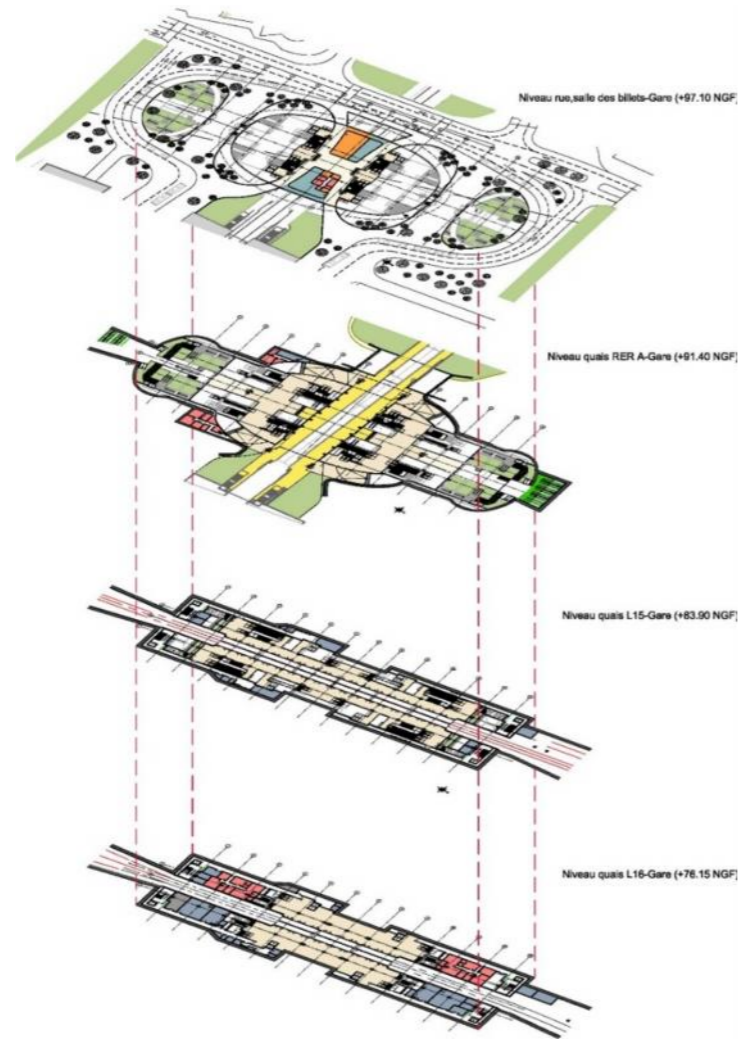 Niveau rue,salle des billets-Gare (+97.10 NGF)
Niveau quais RER A-Gare (+91.40 NGF)
Niveau quais L15-Gare (+83.90 NGF)
Niveau quais L16-Gare (+76.15 NGF)